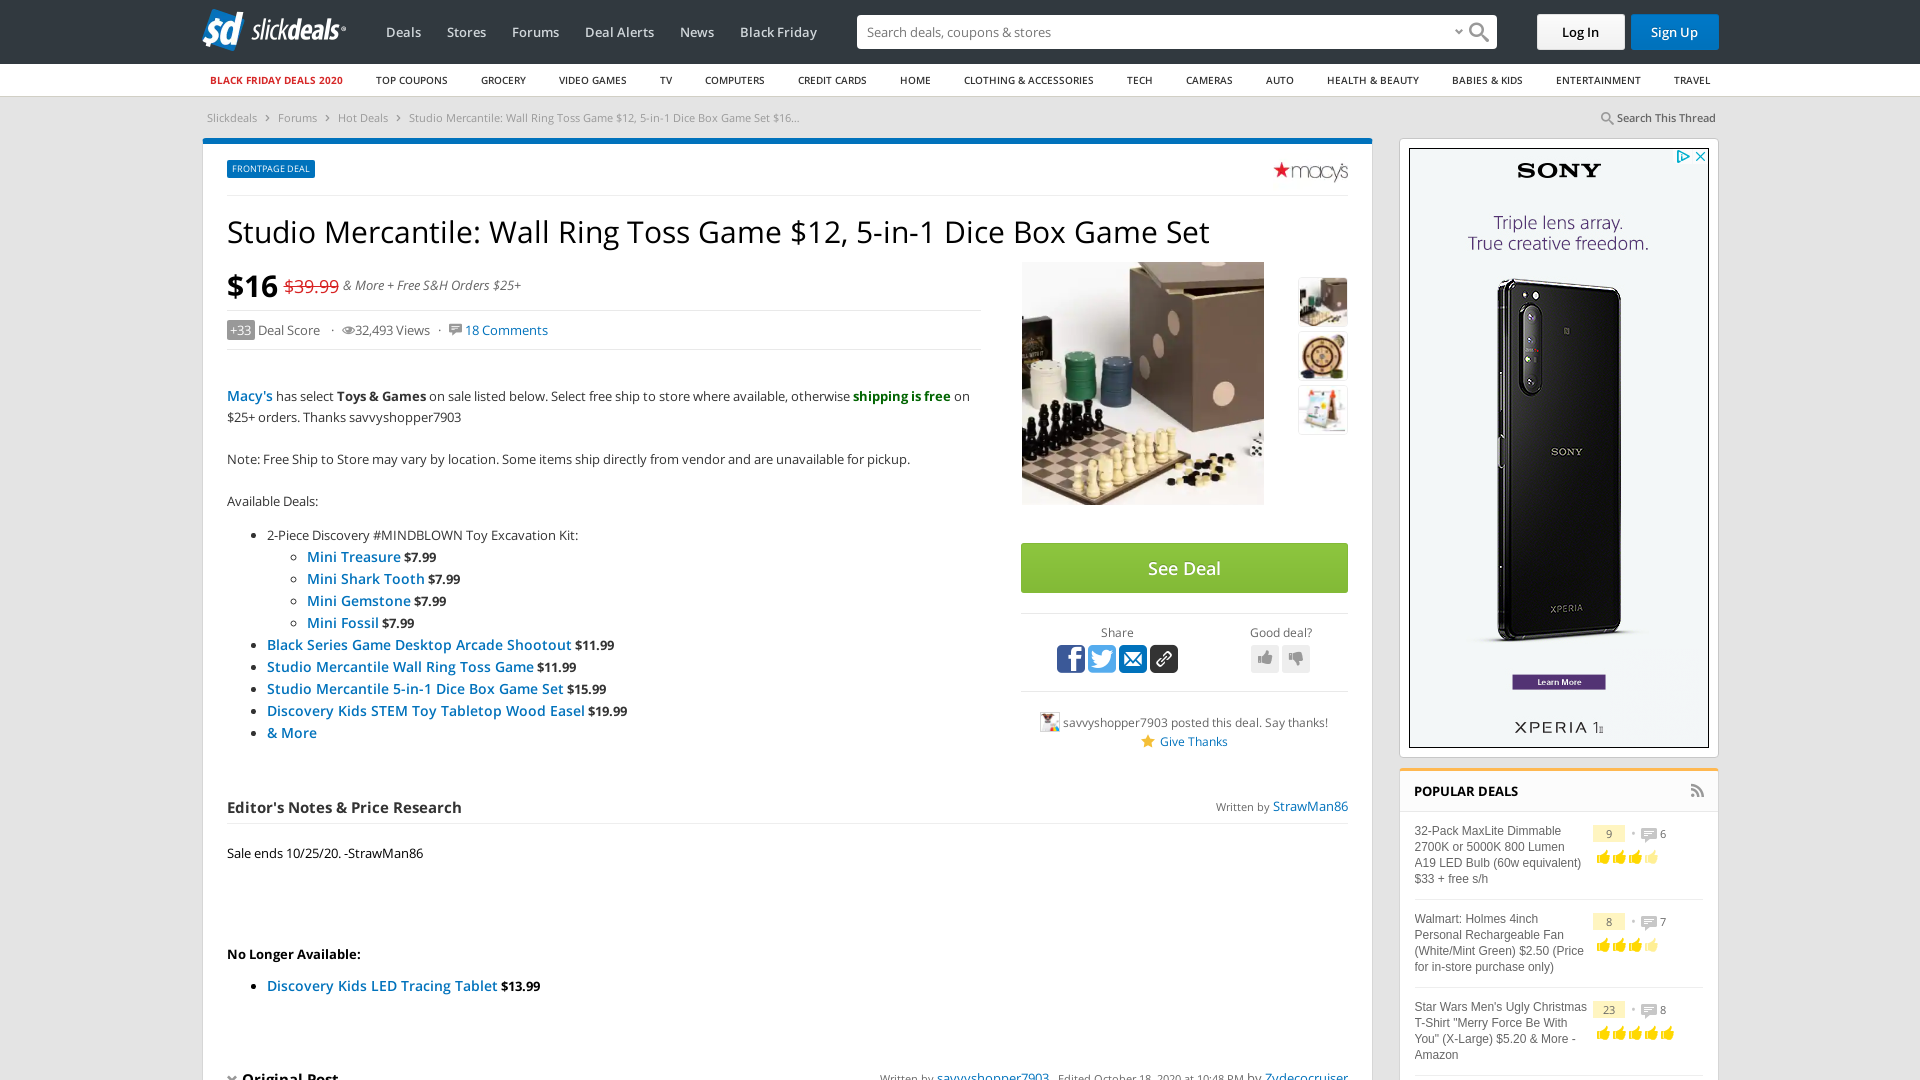 slickdeals
Deals
Stores
Forums
Deal Alerts
News
Black Friday
Search deals, coupons & stores
Log In
Sign Up
BLACK FRIDAY DEALS 2020
TOP COUPONS
GROCERY
VIDEO GAMES
TV
COMPUTERS
CREDIT CARDS
HOME
CLOTHING & ACCESSORIES
TECH
CAMERAS
AUTO
HEALTH & BEAUTY
BABIES & KIDS
ENTERTAINMENT
TRAVEL
Slickdeals › Forums › Hot Deals › Studio Mercantile: Wall Ring Toss Game $12, 5-in-1 Dice Box Game Set $16...
Search This Thread
FRONTPAGE DEAL
macy's
Studio Mercantile: Wall Ring Toss Game $12, 5-in-1 Dice Box Game Set
$16 $39.99 & More + Free S&H Orders $25+
+33 Deal Score · 32,493 Views · 18 Comments
Macy's has select Toys & Games on sale listed below. Select free ship to store where available, otherwise shipping is free on
$25+ orders. Thanks savvyshopper7903
Note: Free Ship to Store may vary by location. Some items ship directly from vendor and are unavailable for pickup.
Available Deals:
2-Piece Discovery #MINDBLOWN Toy Excavation Kit:
Mini Treasure $7.99
Mini Shark Tooth $7.99
Mini Gemstone $7.99
Mini Fossil $7.99
Black Series Game Desktop Arcade Shootout $11.99
Studio Mercantile Wall Ring Toss Game $11.99
Studio Mercantile 5-in-1 Dice Box Game Set $15.99
Discovery Kids STEM Toy Tabletop Wood Easel $19.99
& More
See Deal
Share
Good deal?
savvyshopper7903 posted this deal. Say thanks!
Give Thanks
Editor's Notes & Price Research
Written by StrawMan86
Sale ends 10/25/20. -StrawMan86
No Longer Available:
Discovery Kids LED Tracing Tablet $13.99
Original Post
Written by savvyshopper7903 Edited October 18, 2020 at 10:48 PM by Zydecocruiser
SONY
Triple lens array.
True creative freedom.
SONY
XPERIA
Learn More
XPERIA 1 II
POPULAR DEALS
32-Pack MaxLite Dimmable
2700K or 5000K 800 Lumen
A19 LED Bulb (60w equivalent)
$33 + free s/h
9 • 6
Walmart: Holmes 4inch
Personal Rechargeable Fan
(White/Mint Green) $2.50 (Price
for in-store purchase only)
8 • 7
Star Wars Men's Ugly Christmas
T-Shirt "Merry Force Be With
You" (X-Large) $5.20 & More -
Amazon
23 • 8